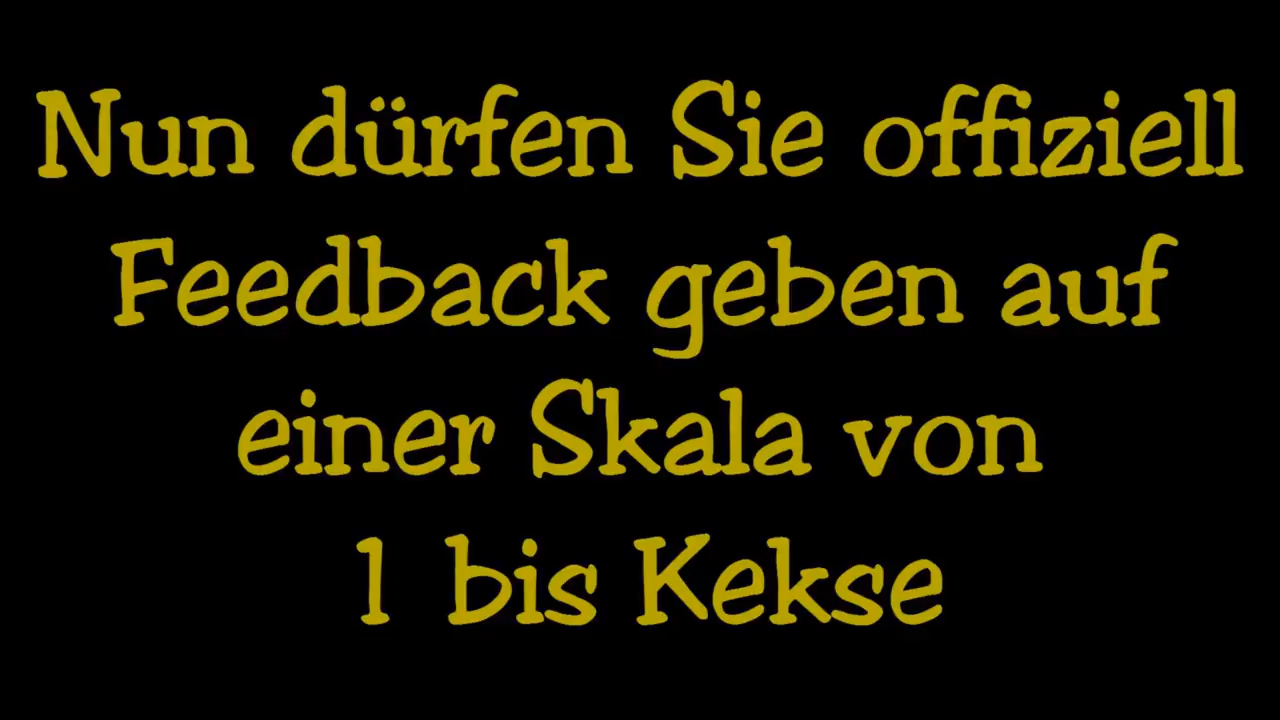 Nun dürfen Sie offiziell
Feedback geben auf
einer Skala von
1 bis Kekse